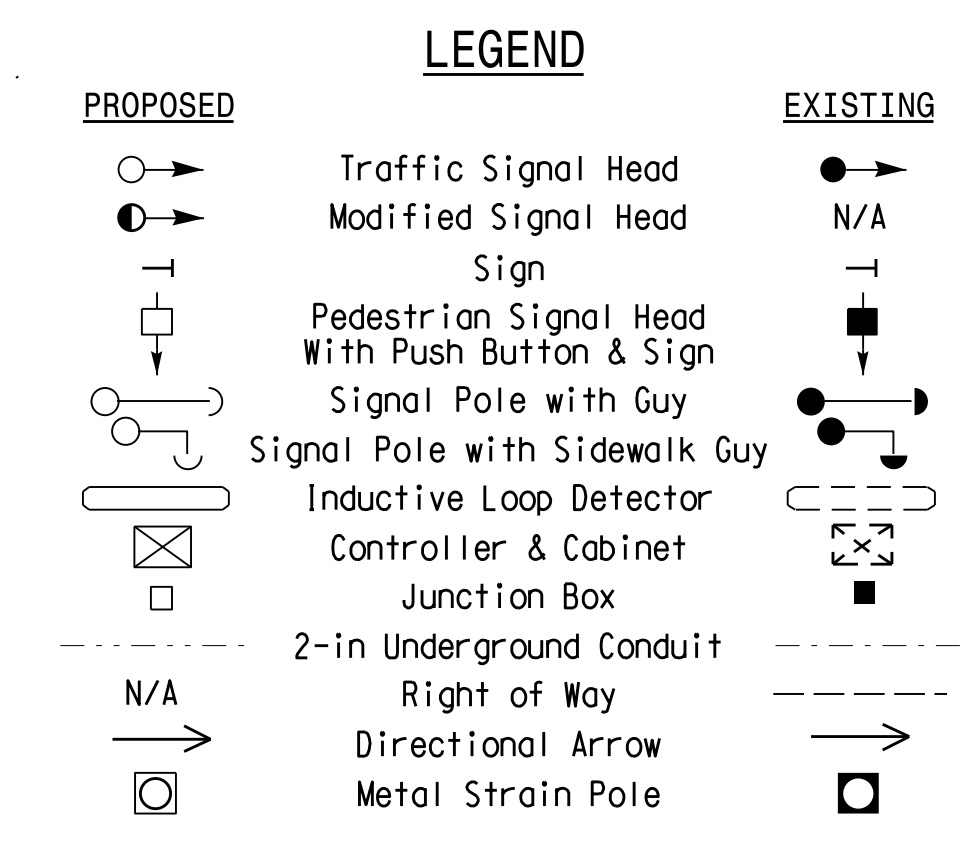 LEGEND
PROPOSED EXISTING
Traffic Signal Head
Modified Signal Head N/A
Sign
Pedestrian Signal Head
With Push Button & Sign
Signal Pole with Guy
Signal Pole with Sidewalk Guy
Inductive Loop Detector
Controller & Cabinet
Junction Box
2-in Underground Conduit
N/A Right of Way
Directional Arrow
Metal Strain Pole